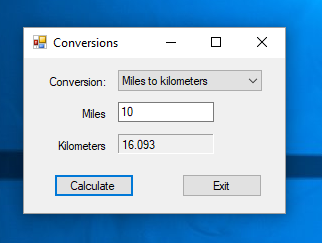 Conversions
Conversion: Miles to kilometers
Miles 10
Kilometers 16.093
Calculate Exit